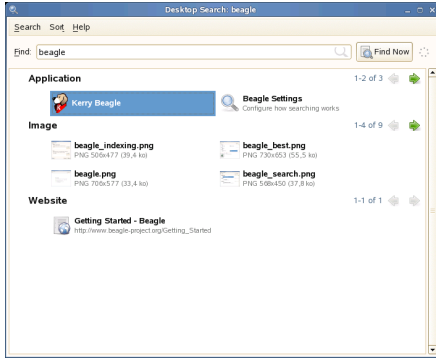 Desktop Search: beagle
Search Sort Help
Find: beagle Find Now
Application 1-2 of 3
Kerry Beagle
Beagle Settings
Configure how searching works
Image 1-4 of 9
beagle_indexing.png
PNG 506x477 (39,4 ko)
beagle_best.png
PNG 730x653 (55,5 ko)
beagle.png
PNG 706x577 (33,4 ko)
beagle_search.png
PNG 568x450 (37,8 ko)
Website 1-1 of 1
Getting Started - Beagle
http://www.beagle-project.org/Getting_Started